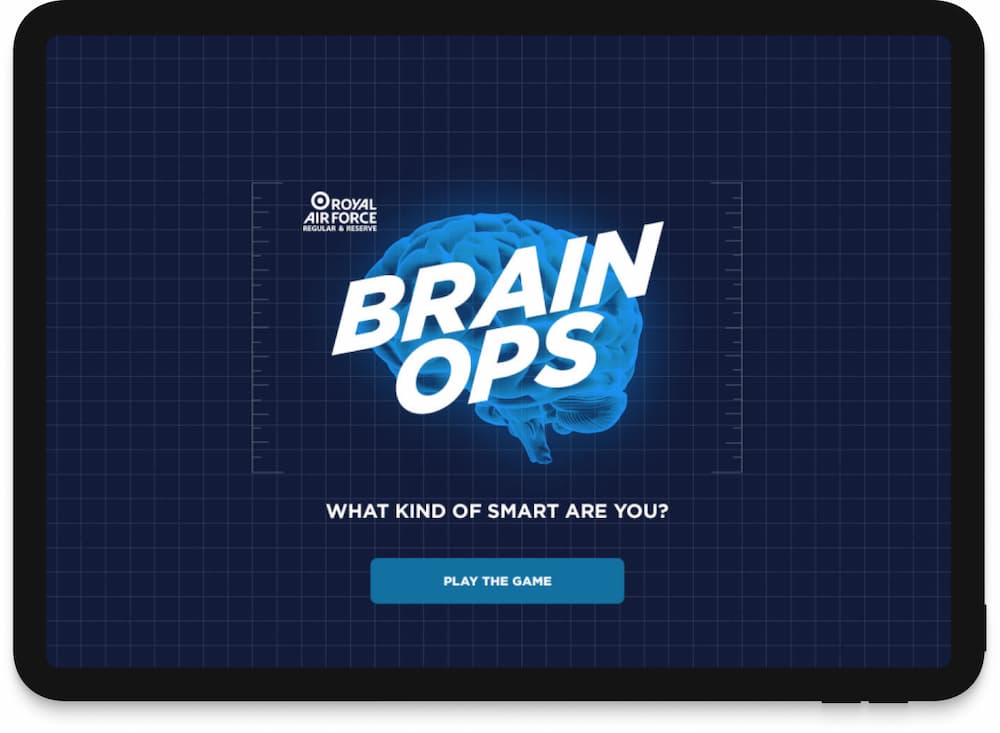 ROYAL
AIR FORCE
REGULAR & RESERVE
BRAIN
OPS
WHAT KIND OF SMART ARE YOU?
PLAY THE GAME